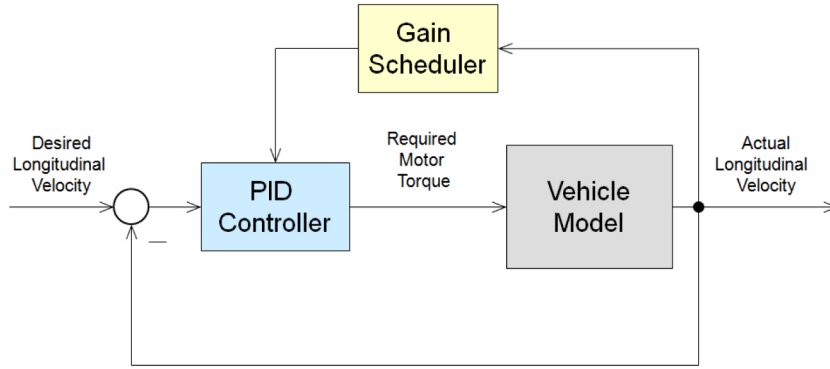 Gain
Scheduler
Desired
Longitudinal
Velocity
PID
Controller
Required
Motor
Torque
Vehicle
Model
Actual
Longitudinal
Velocity